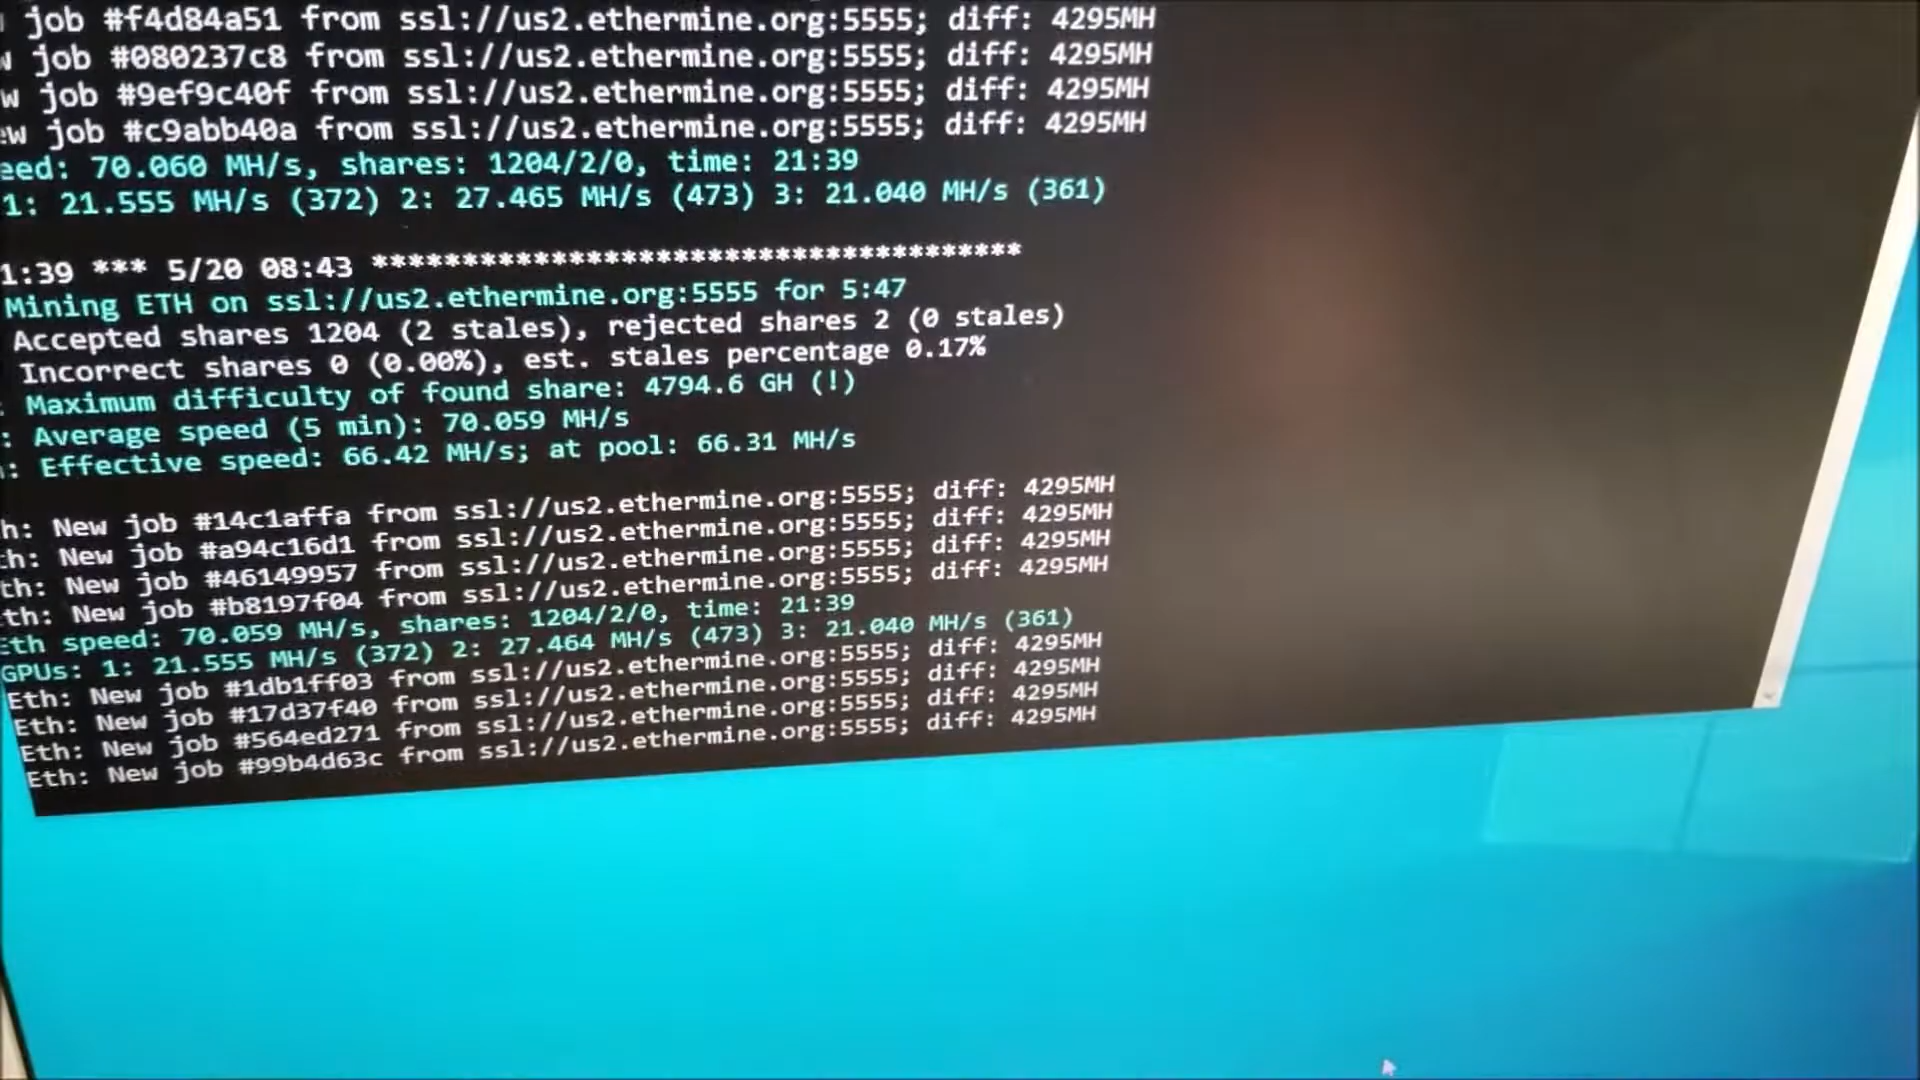 job #f4d84a51 from ssl://us2.ethermine.org:5555; diff: 4295MH
job #080237c8 from ssl://us2.ethermine.org:5555; diff: 4295MH
w job #9ef9c40f from ssl://us2.ethermine.org:5555; diff: 4295MH
ew job #c9abb40a from ssl://us2.ethermine.org:5555; diff: 4295MH
eed: 70.060 MH/s, shares: 1204/2/0, time: 21:39
1: 21.555 MH/s (372) 2: 27.465 MH/s (473) 3: 21.040 MH/s (361)
1:39 *** 5/20 08:43 **************************************
Mining ETH on ssl://us2.ethermine.org:5555 for 5:47
Accepted shares 1204 (2 stales), rejected shares 2 (0 stales)
Incorrect shares 0 (0.00%), est. stales percentage 0.17%
: Maximum difficulty of found share: 4794.6 GH (!)
: Average speed (5 min): 70.059 MH/s
: Effective speed: 66.42 MH/s; at pool: 66.31 MH/s
h: New job #14c1affa from ssl://us2.ethermine.org:5555; diff: 4295MH
th: New job #a94c16d1 from ssl://us2.ethermine.org:5555; diff: 4295MH
th: New job #46149957 from ssl://us2.ethermine.org:5555; diff: 4295MH
th: New job #b8197f04 from ssl://us2.ethermine.org:5555; diff: 4295MH
Eth speed: 70.059 MH/s, shares: 1204/2/0, time: 21:39
GPUs: 1: 21.555 MH/s (372) 2: 27.464 MH/s (473) 3: 21.040 MH/s (361)
Eth: New job #1db1ff03 from ssl://us2.ethermine.org:5555; diff: 4295MH
Eth: New job #17d37f40 from ssl://us2.ethermine.org:5555; diff: 4295MH
Eth: New job #564ed271 from ssl://us2.ethermine.org:5555; diff: 4295MH
Eth: New job #99b4d63c from ssl://us2.ethermine.org:5555; diff: 4295MH